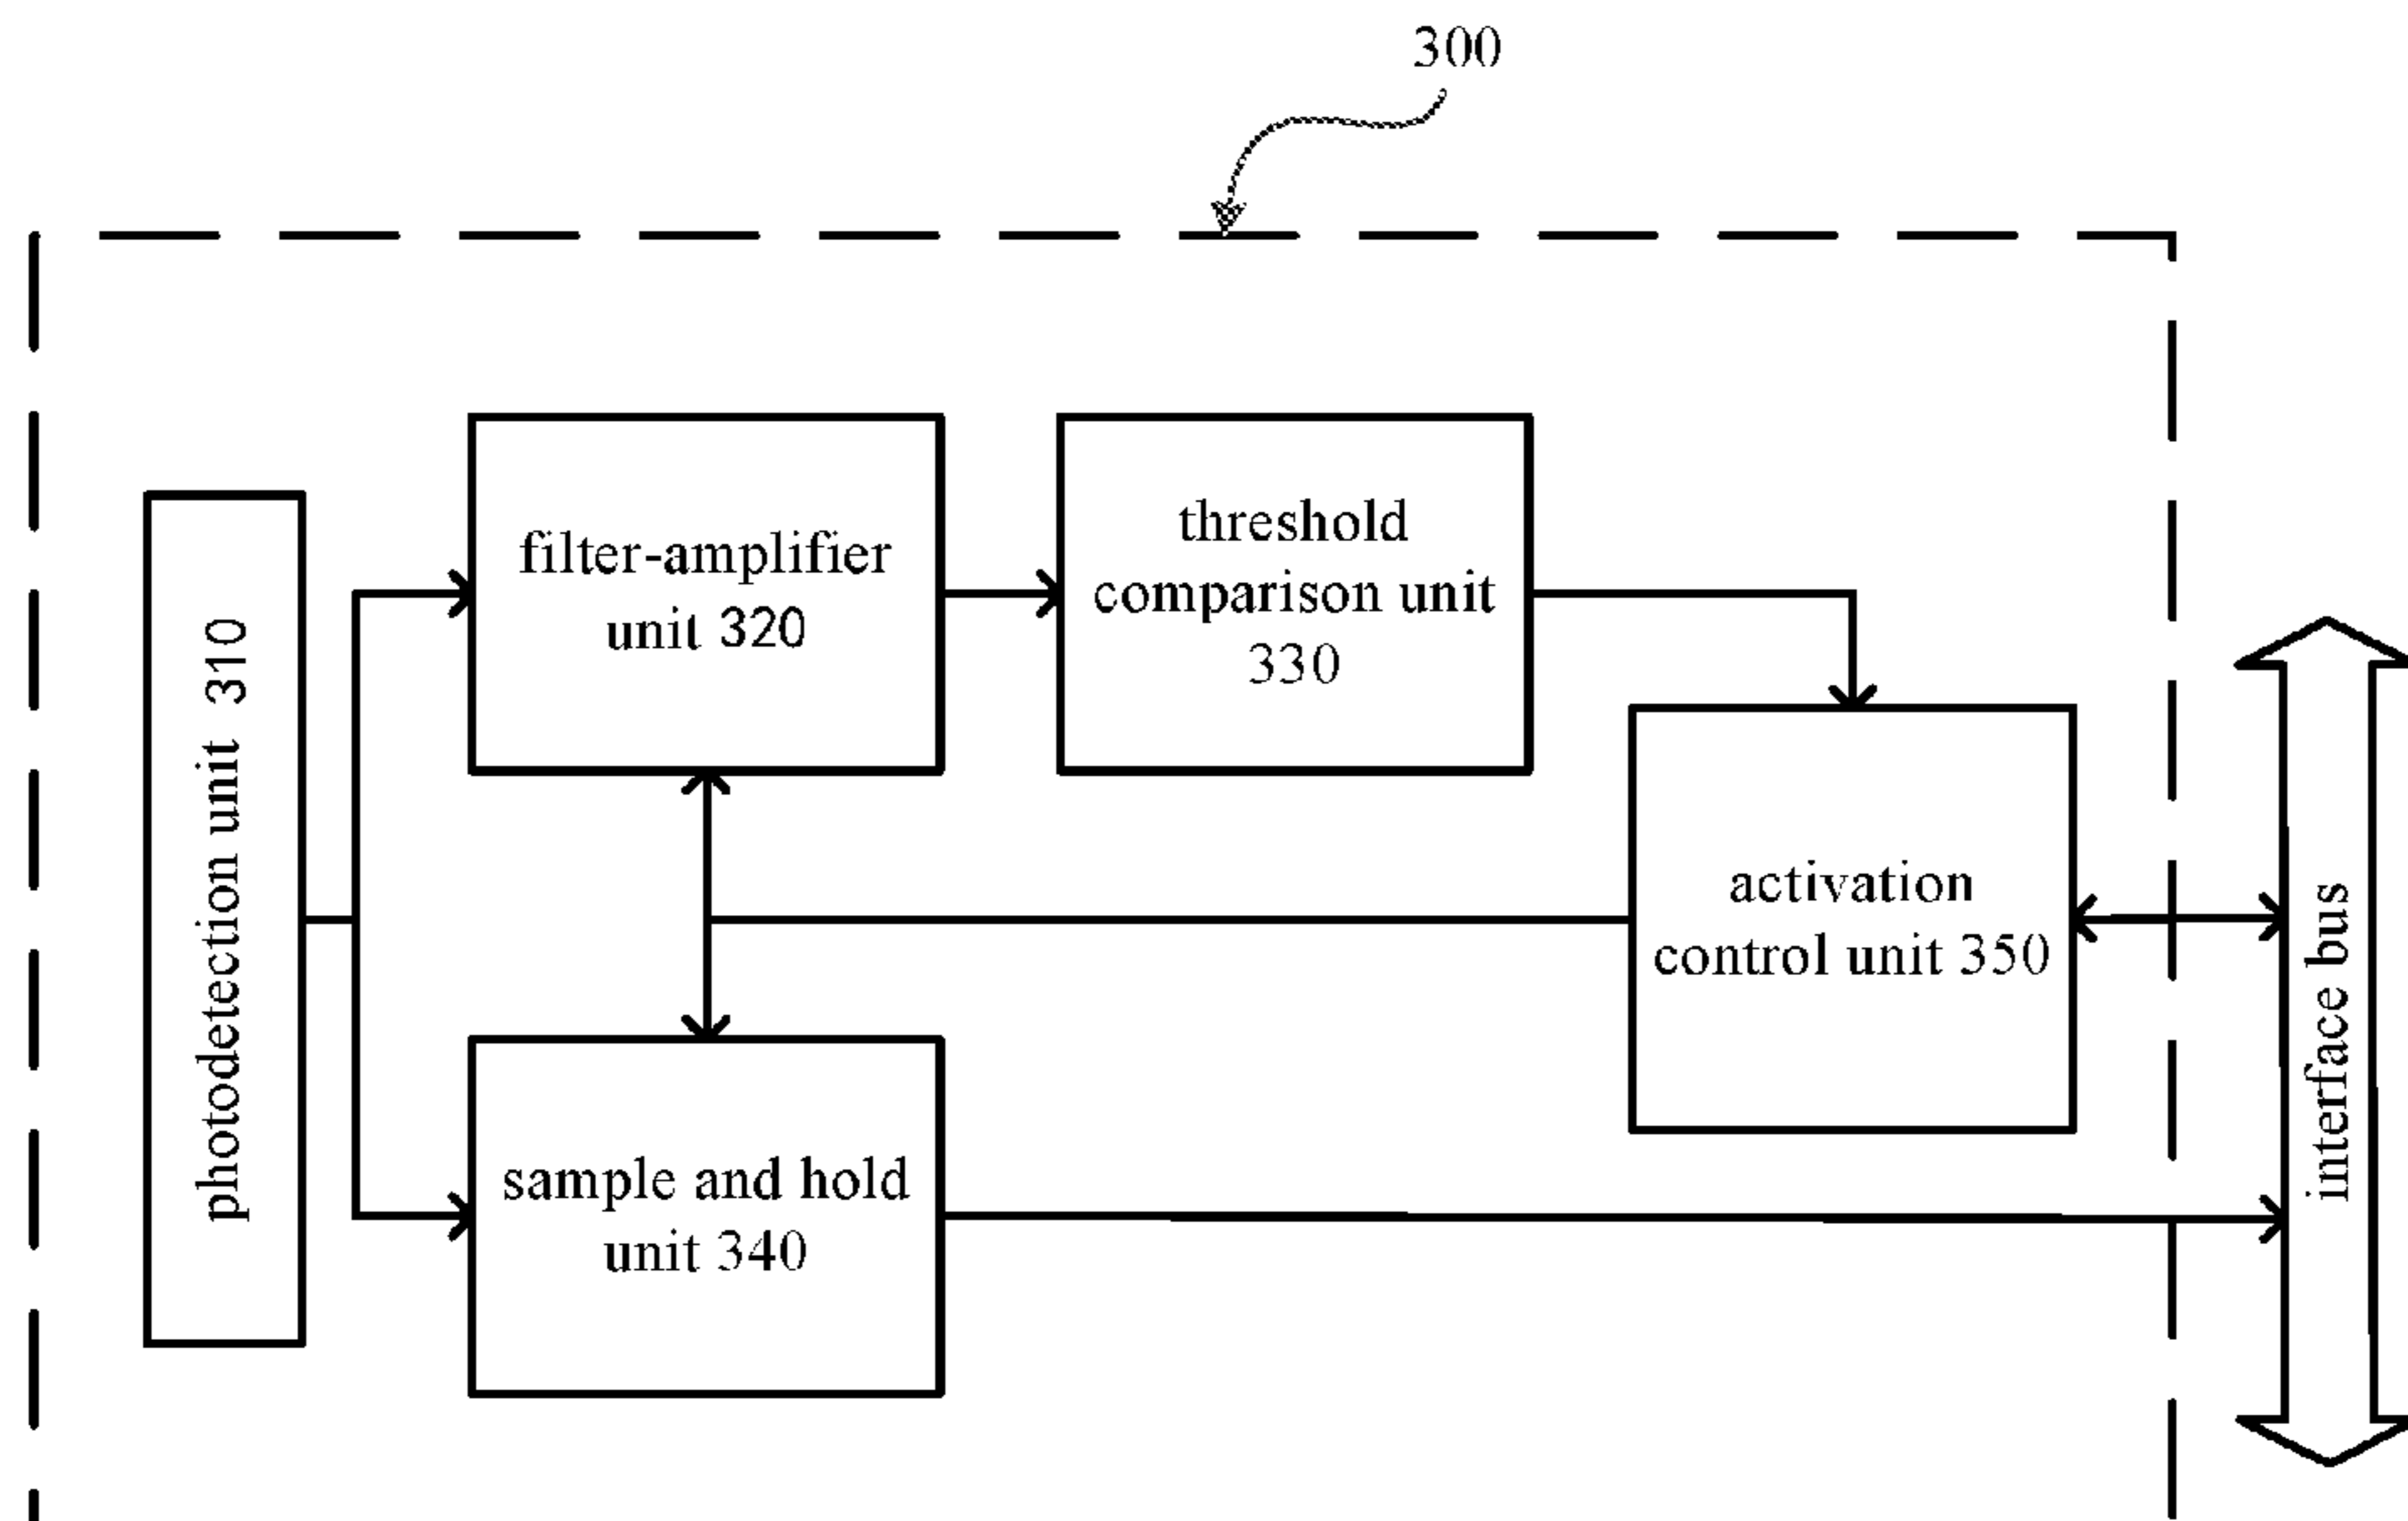 300
photodetection unit 310
filter-amplifier
unit 320
threshold
comparison unit
330
activation
control unit 350
sample and hold
unit 340
interface bus